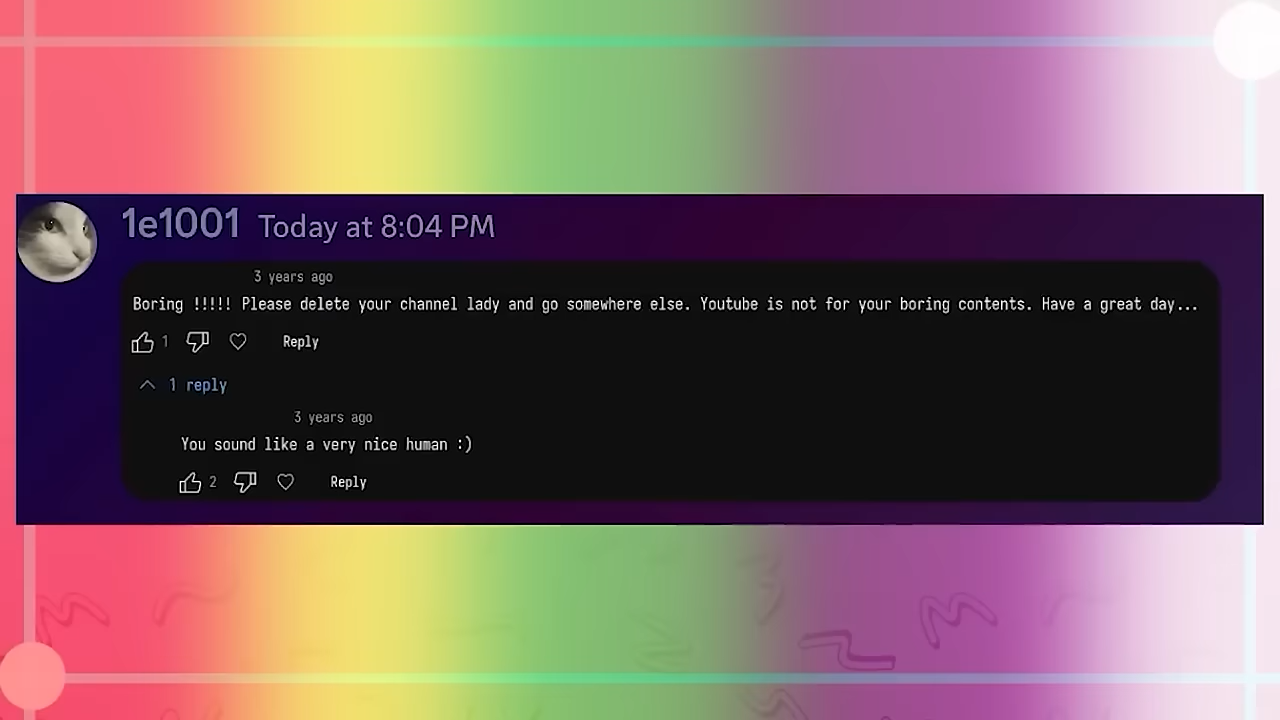 1e1001 Today at 8:04 PM
3 years ago
Boring !!!!! Please delete your channel lady and go somewhere else. Youtube is not for your boring contents. Have a great day...
1 Reply
1 reply
3 years ago
You sound like a very nice human :)
2 Reply